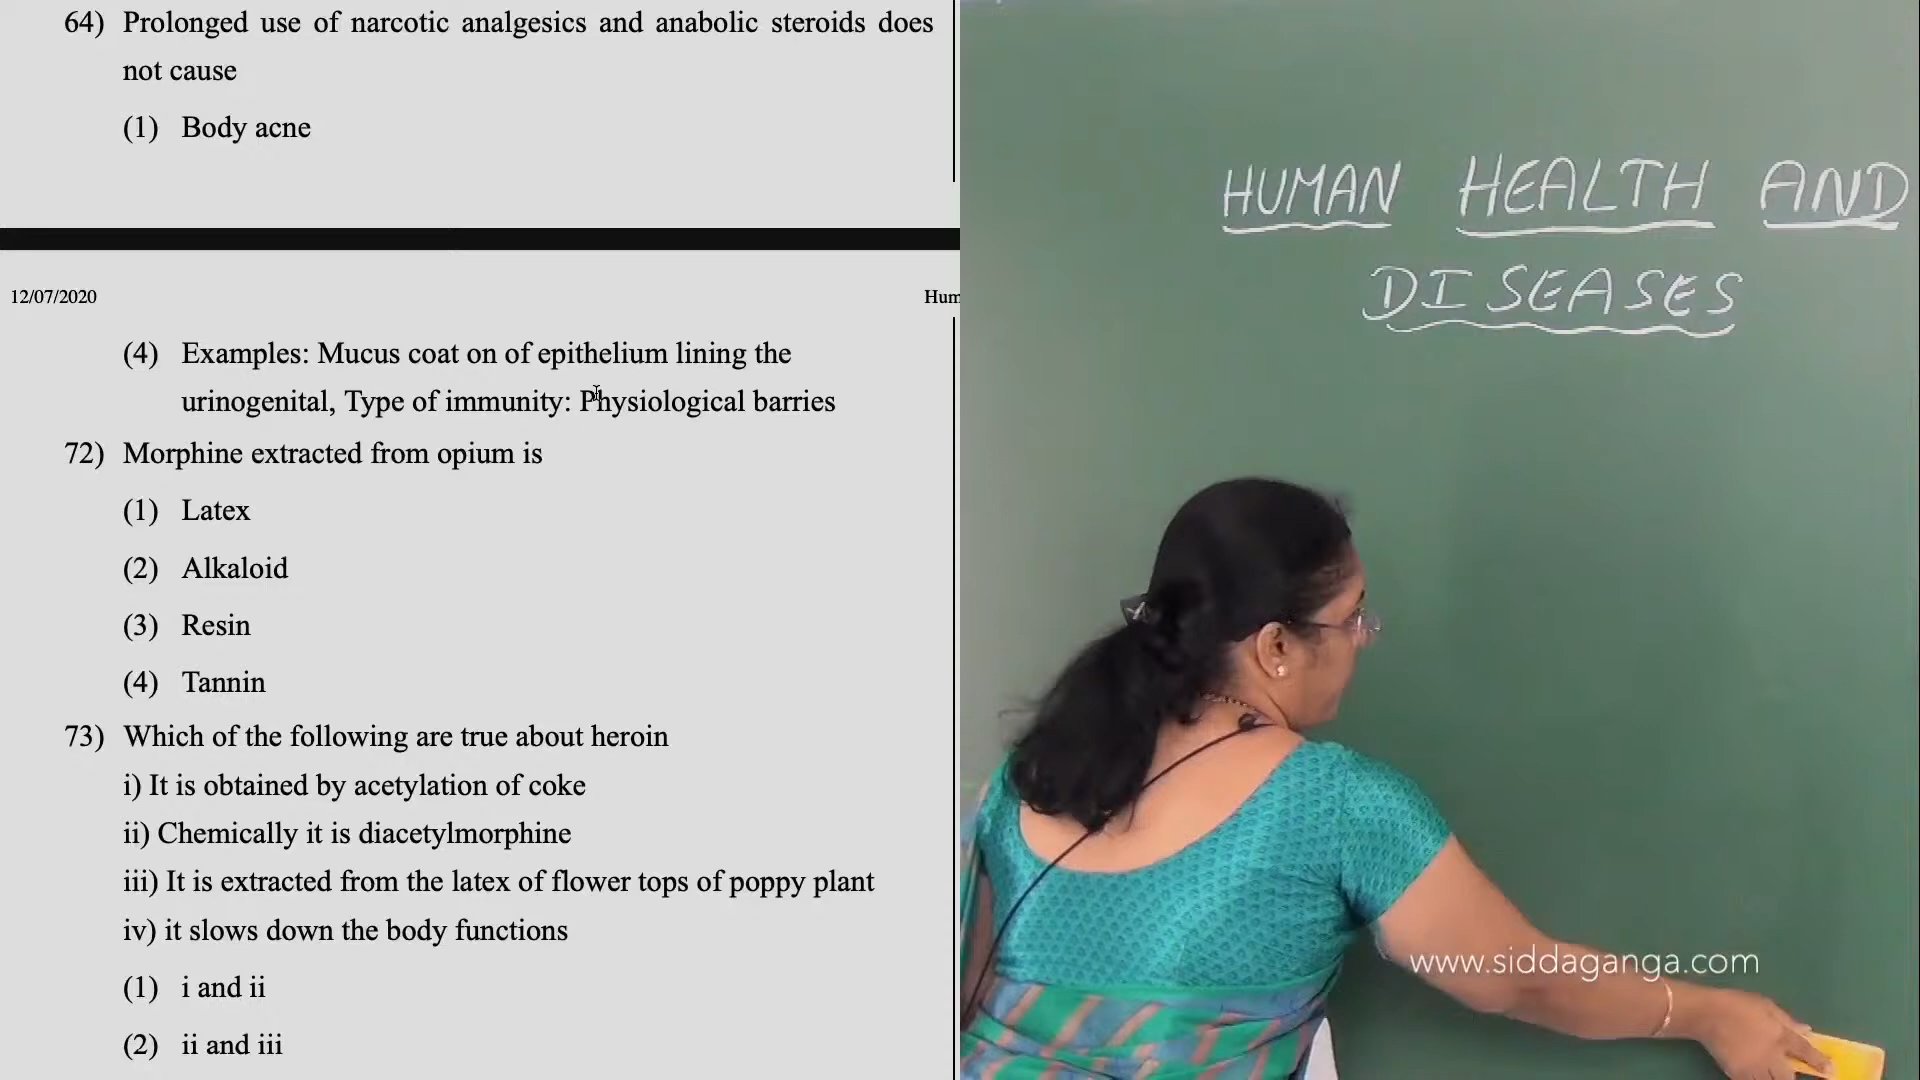 64) Prolonged use of narcotic analgesics and anabolic steroids does
not cause
(1) Body acne
12/07/2020
Hum
(4) Examples: Mucus coat on of epithelium lining the
urinogenital, Type of immunity: Physiological barries
72) Morphine extracted from opium is
(1) Latex
(2) Alkaloid
(3) Resin
(4) Tannin
73) Which of the following are true about heroin
i) It is obtained by acetylation of coke
ii) Chemically it is diacetylmorphine
iii) It is extracted from the latex of flower tops of poppy plant
iv) it slows down the body functions
(1) i and ii
(2) ii and iii
HUMAN HEALTH AND
DISEASES
www.siddaganga.com